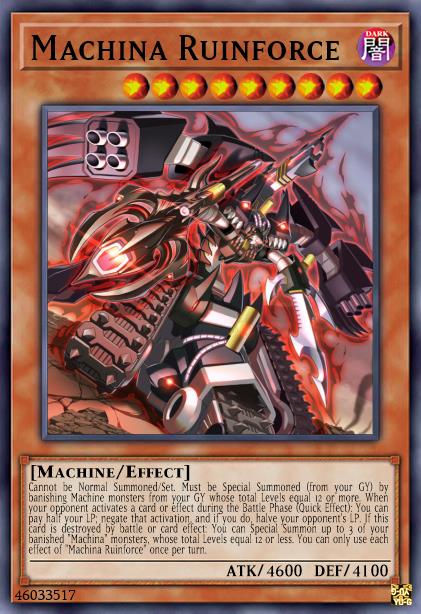 Machina Ruinforce
DARK
闇
[Machine/Effect]
Cannot be Normal Summoned/Set. Must be Special Summoned (from your GY) by
banishing Machine monsters from your GY whose total Levels equal 12 or more. When
your opponent activates a card or effect during the Battle Phase (Quick Effect): You can
pay half your LP; negate that activation, and if you do, halve your opponent's LP. If this
card is destroyed by battle or card effect: You can Special Summon up to 3 of your
banished "Machina" monsters, whose total Levels equal 12 or less. You can only use each
effect of "Machina Ruinforce" once per turn.
ATK/4600 DEF/4100
46033517